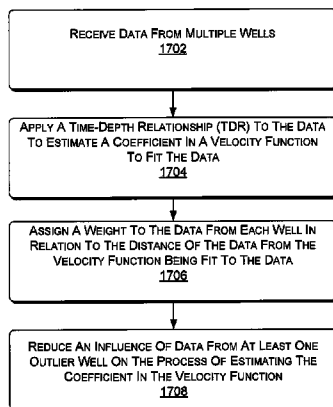 RECEIVE DATA FROM MULTIPLE WELLS
1702
APPLY A TIME-DEPTH RELATIONSHIP (TDR) TO THE DATA
TO ESTIMATE A COEFFICIENT IN A VELOCITY FUNCTION
TO FIT THE DATA
1704
ASSIGN A WEIGHT TO THE DATA FROM EACH WELL IN
RELATION TO THE DISTANCE OF THE DATA FROM THE
VELOCITY FUNCTION BEING FIT TO THE DATA
1706
REDUCE AN INFLUENCE OF DATA FROM AT LEAST ONE
OUTLIER WELL ON THE PROCESS OF ESTIMATING THE
COEFFICIENT IN THE VELOCITY FUNCTION
1708